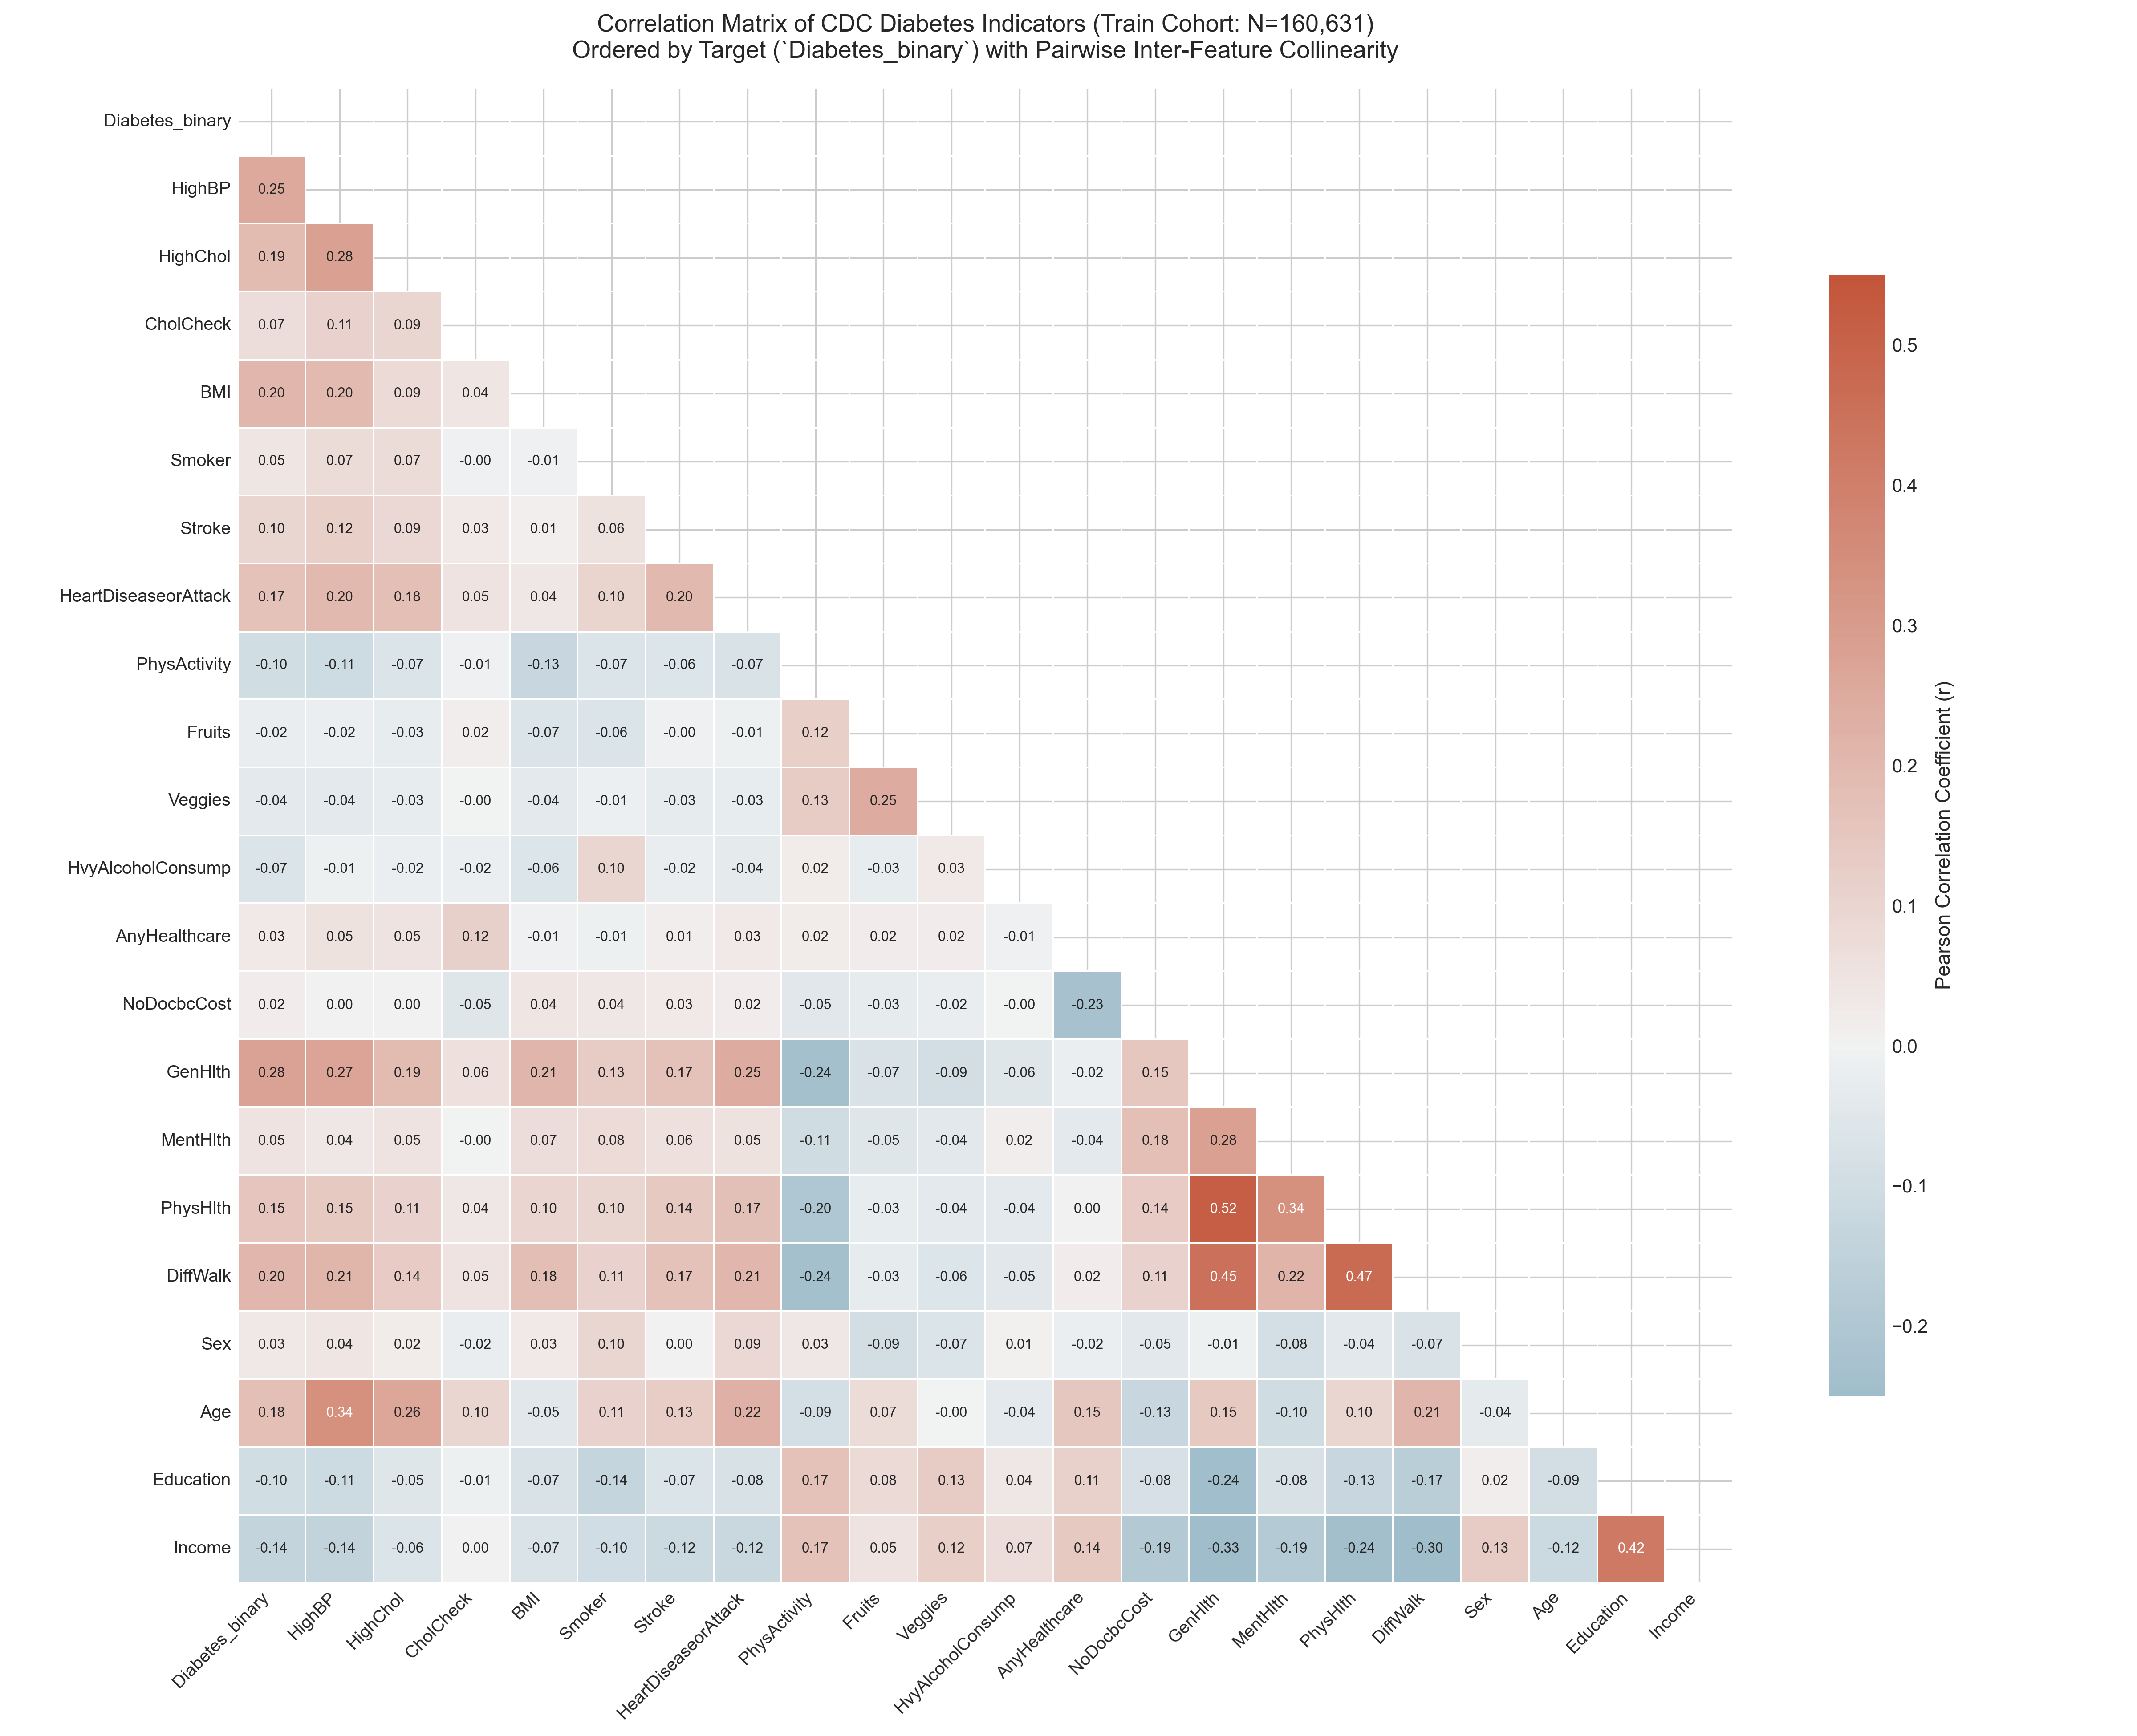 Correlation Matrix of CDC Diabetes Indicators (Train Cohort: N=160,631)
Ordered by Target (`Diabetes_binary`) with Pairwise Inter-Feature Collinearity
Diabetes_binary
HighBP 0.25
HighChol 0.19 0.28
CholCheck 0.07 0.11 0.09
BMI 0.20 0.20 0.09 0.04
Smoker 0.05 0.07 0.07 -0.00 -0.01
Stroke 0.10 0.12 0.09 0.03 0.01 0.06
HeartDiseaseorAttack 0.17 0.20 0.18 0.05 0.04 0.10 0.20
PhysActivity -0.10 -0.11 -0.07 -0.01 -0.13 -0.07 -0.06 -0.07
Fruits -0.02 -0.02 -0.03 0.02 -0.07 -0.06 -0.00 -0.01 0.12
Veggies -0.04 -0.04 -0.03 -0.00 -0.04 -0.01 -0.03 -0.03 0.13 0.25
HvyAlcoholConsump -0.07 -0.01 -0.02 -0.02 -0.06 0.10 -0.02 -0.04 0.02 -0.03 0.03
AnyHealthcare 0.03 0.05 0.05 0.12 -0.01 -0.01 0.01 0.03 0.02 0.02 0.02 -0.01
NoDocbcCost 0.02 0.00 0.00 -0.05 0.04 0.04 0.03 0.02 -0.05 -0.03 -0.02 -0.00 -0.23
GenHlth 0.28 0.27 0.19 0.06 0.21 0.13 0.17 0.25 -0.24 -0.07 -0.09 -0.06 -0.02 0.15
MentHlth 0.05 0.04 0.05 -0.00 0.07 0.08 0.06 0.05 -0.11 -0.05 -0.04 0.02 -0.04 0.18 0.28
PhysHlth 0.15 0.15 0.11 0.04 0.10 0.10 0.14 0.17 -0.20 -0.03 -0.04 -0.04 0.00 0.14 0.52 0.34
DiffWalk 0.20 0.21 0.14 0.05 0.18 0.11 0.17 0.21 -0.24 -0.03 -0.06 -0.05 0.02 0.11 0.45 0.22 0.47
Sex 0.03 0.04 0.02 -0.02 0.03 0.10 0.00 0.09 0.03 -0.09 -0.07 0.01 -0.02 -0.05 -0.01 -0.08 -0.04 -0.07
Age 0.18 0.34 0.26 0.10 -0.05 0.11 0.13 0.22 -0.09 0.07 -0.00 -0.04 0.15 -0.13 0.15 -0.10 0.10 0.21 -0.04
Education -0.10 -0.11 -0.05 -0.01 -0.07 -0.14 -0.07 -0.08 0.17 0.08 0.13 0.04 0.11 -0.08 -0.24 -0.08 -0.13 -0.17 0.02 -0.09
Income -0.14 -0.14 -0.06 0.00 -0.07 -0.10 -0.12 -0.12 0.17 0.05 0.12 0.07 0.14 -0.19 -0.33 -0.19 -0.24 -0.30 0.13 -0.12 0.42
Diabetes_binary HighBP HighChol CholCheck BMI Smoker Stroke HeartDiseaseorAttack PhysActivity Fruits Veggies HvyAlcoholConsump AnyHealthcare NoDocbcCost GenHlth MentHlth PhysHlth DiffWalk Sex Age Education Income
0.5
0.4
0.3
0.2
0.1
0.0
−0.1
−0.2
Pearson Correlation Coefficient (r)